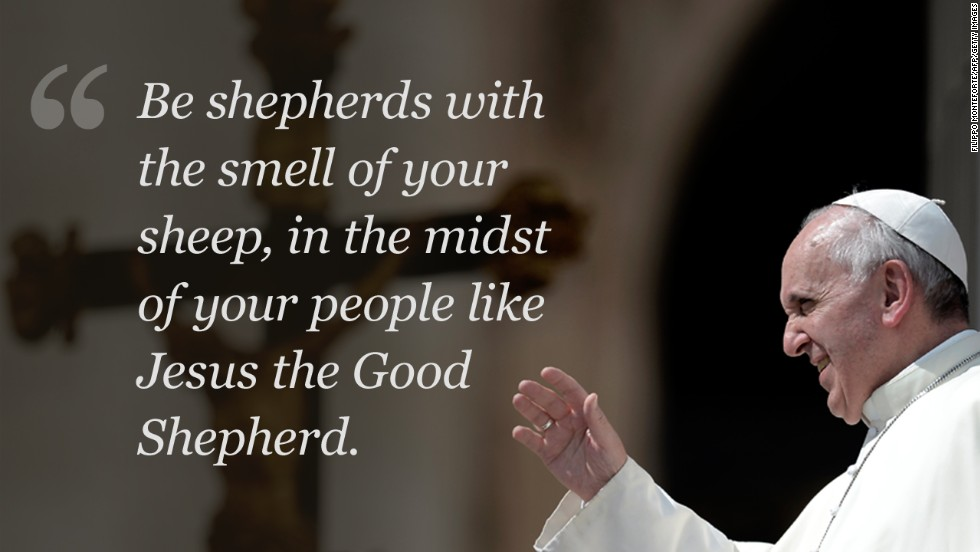 “
Be shepherds with
the smell of your
sheep, in the midst
of your people like
Jesus the Good
Shepherd.
FILIPPO MONTEFORTE/AFP/GETTY IMAGES